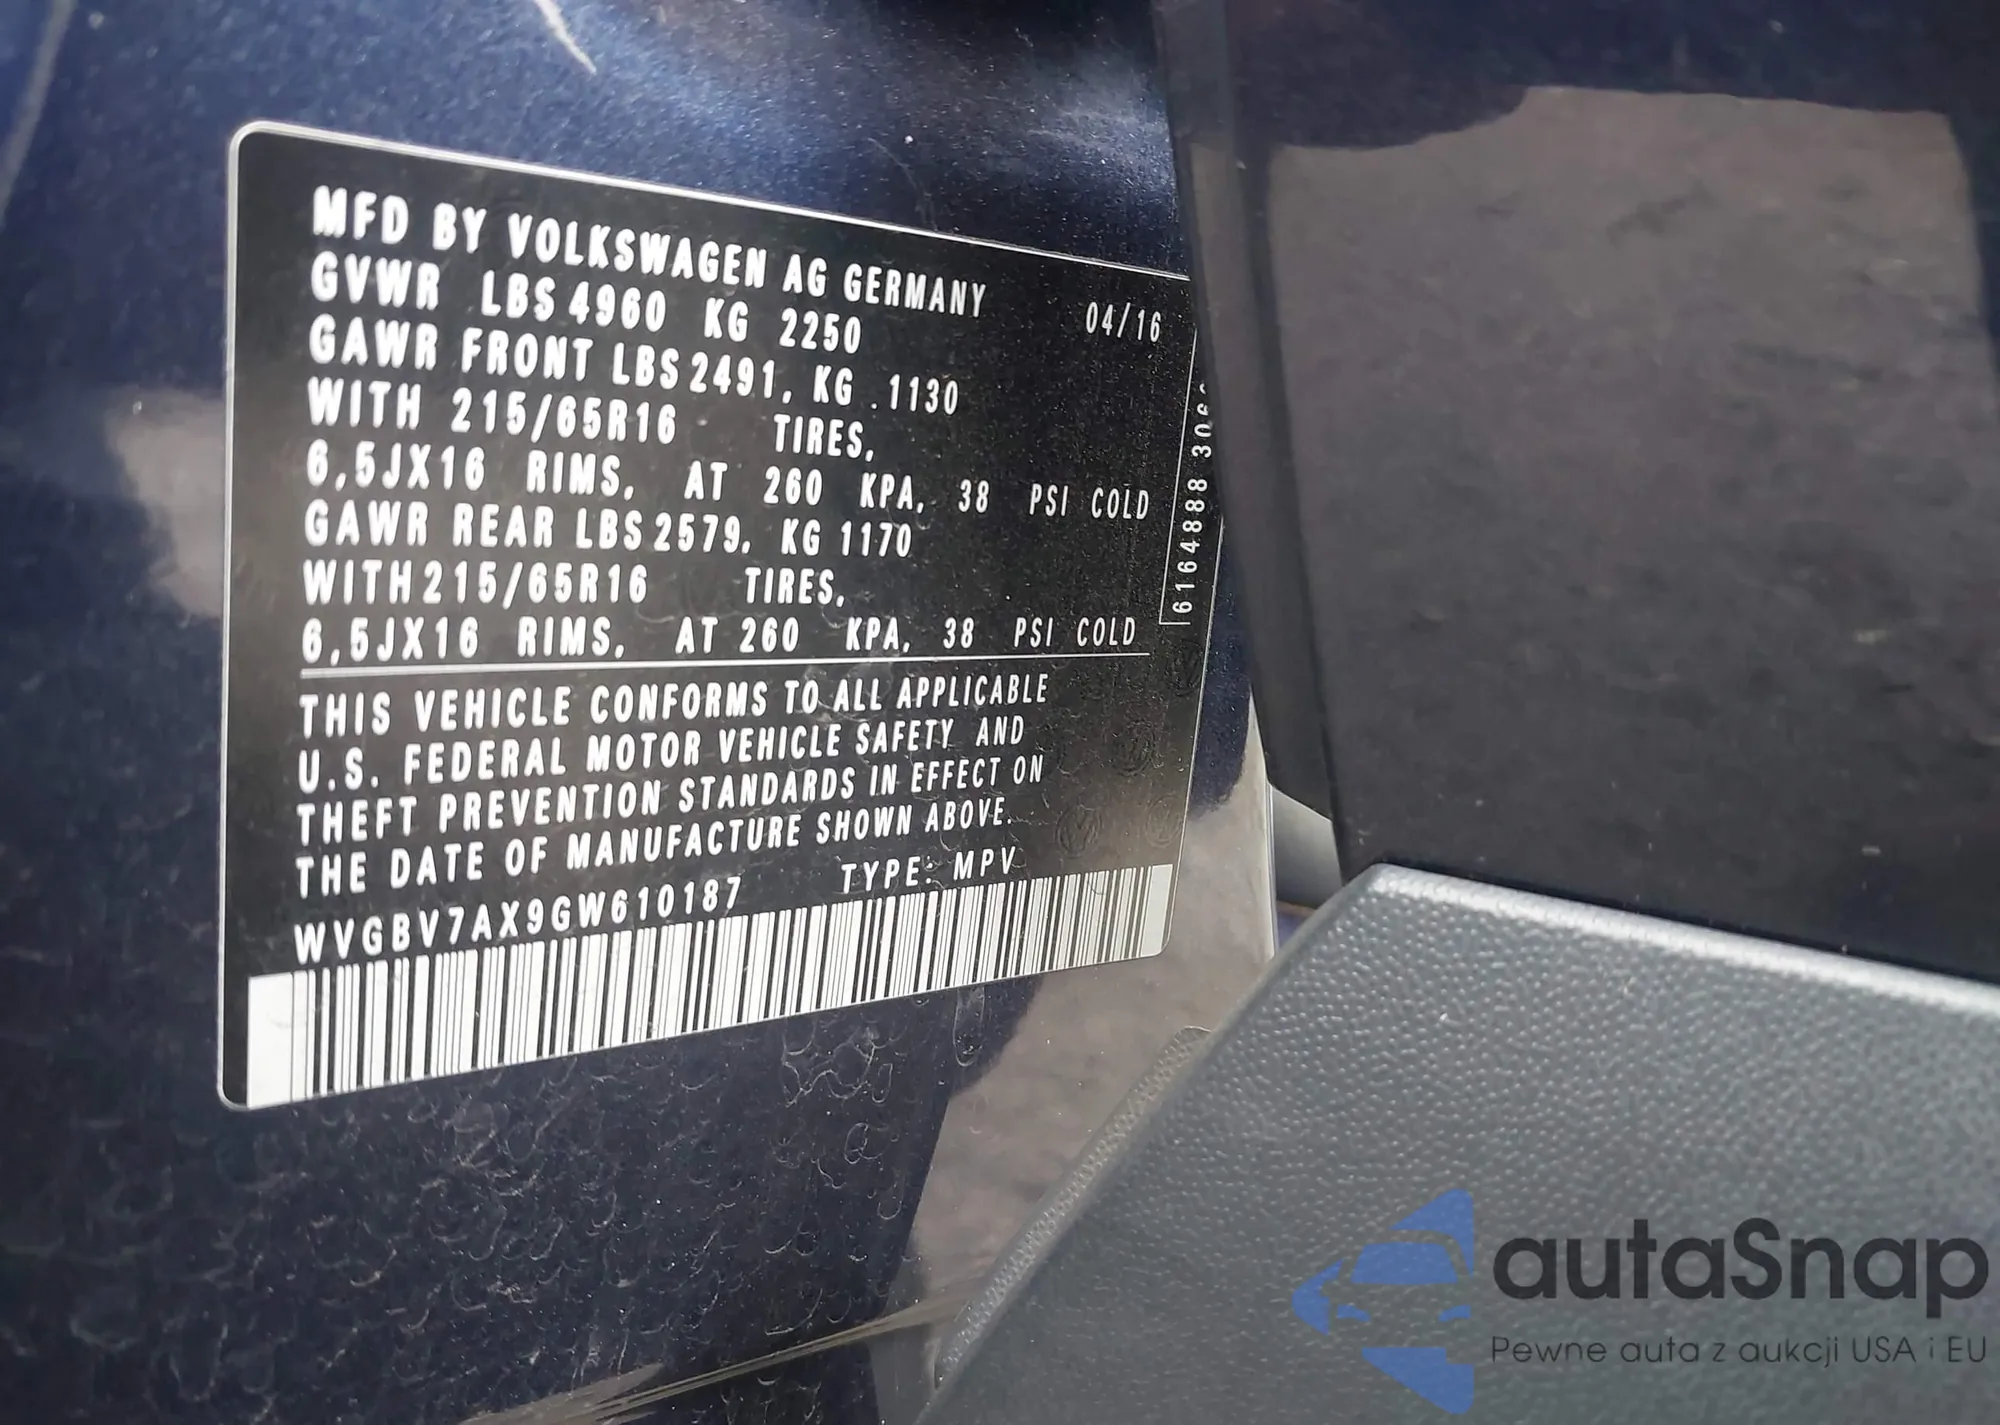 MFD BY VOLKSWAGEN AG GERMANY 04/16
GVWR LBS 4960 KG 2250
GAWR FRONT LBS 2491, KG .1130
WITH 215/65R16 TIRES,
6,5JX16 RIMS, AT 260 KPA, 38 PSI COLD
GAWR REAR LBS 2579, KG 1170
WITH 215/65R16 TIRES,
6,5JX16 RIMS, AT 260 KPA, 38 PSI COLD
61648888
THIS VEHICLE CONFORMS TO ALL APPLICABLE
U.S. FEDERAL MOTOR VEHICLE SAFETY AND
THEFT PREVENTION STANDARDS IN EFFECT ON
THE DATE OF MANUFACTURE SHOWN ABOVE.
WVGBV7AX9GW610187 TYPE: MPV
autaSnap
Pewne auta z aukcji USA i EU